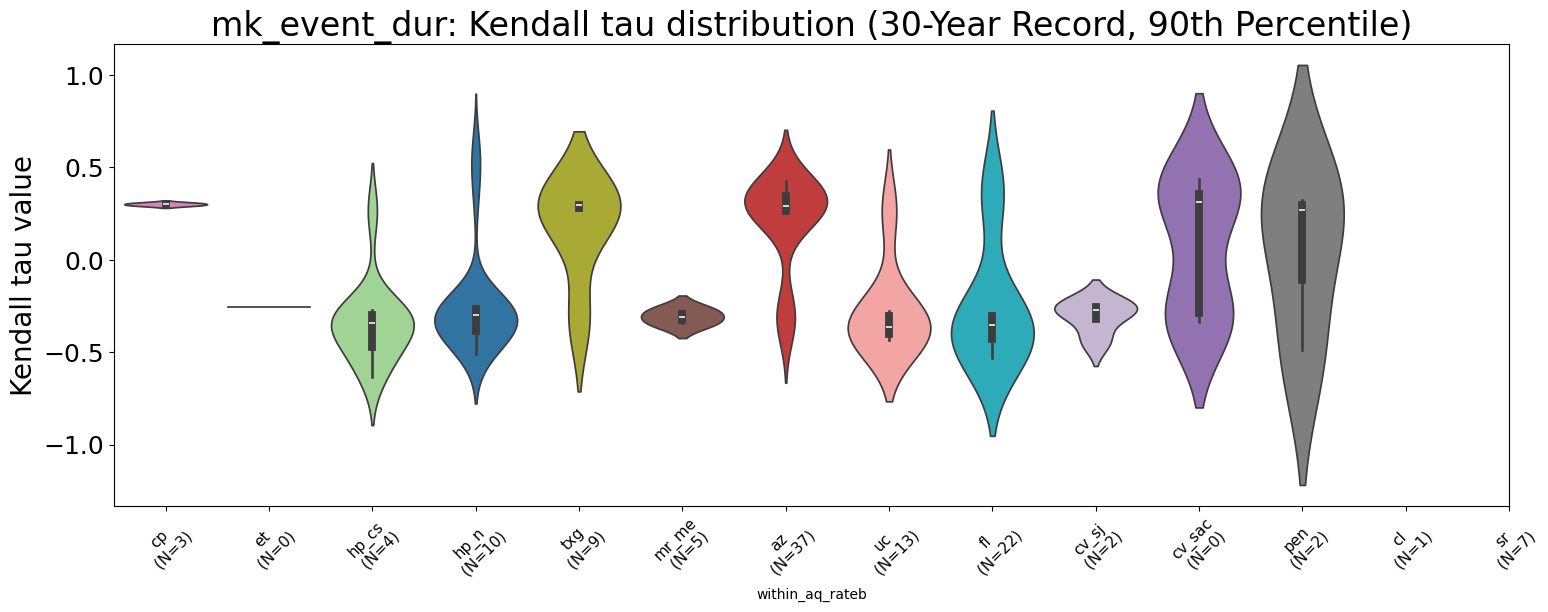 mk_event_dur: Kendall tau distribution (30-Year Record, 90th Percentile)
Kendall tau value
1.0
0.5
0.0
−0.5
−1.0
cp
(N=3)
et
(N=0)
hp_cs
(N=4)
hp_n
(N=10)
txg
(N=9)
mr_me
(N=5)
az
(N=37)
uc
(N=13)
fl
(N=22)
cv_sj
(N=2)
cv_sac
(N=0)
pen
(N=2)
cl
(N=1)
sr
(N=7)
within_aq_rateb